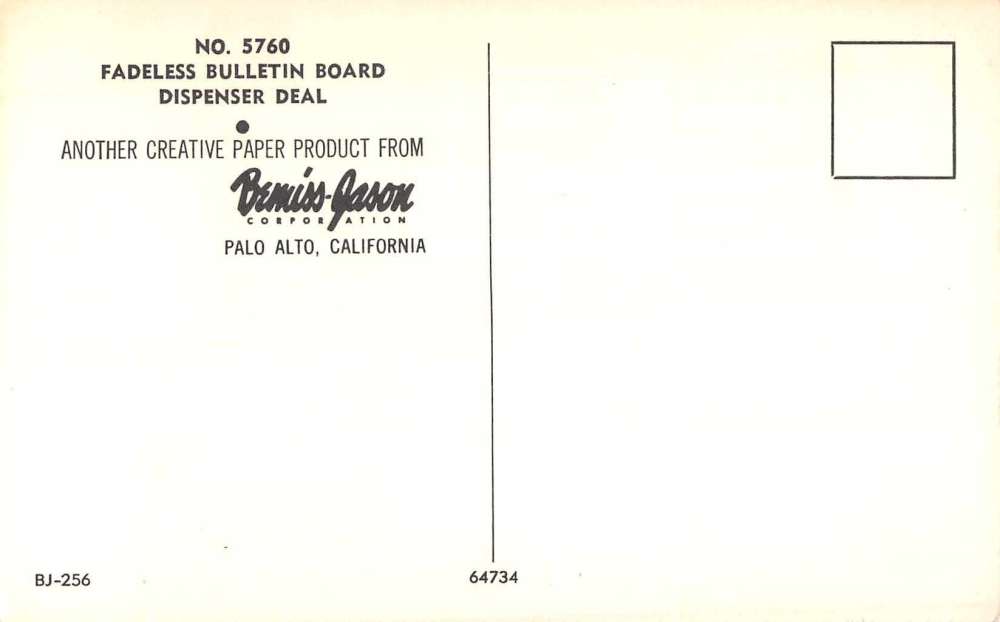 NO. 5760
FADELESS BULLETIN BOARD
DISPENSER DEAL
ANOTHER CREATIVE PAPER PRODUCT FROM
Bemiss-Jason
CORPORATION
PALO ALTO, CALIFORNIA
BJ-256
64734